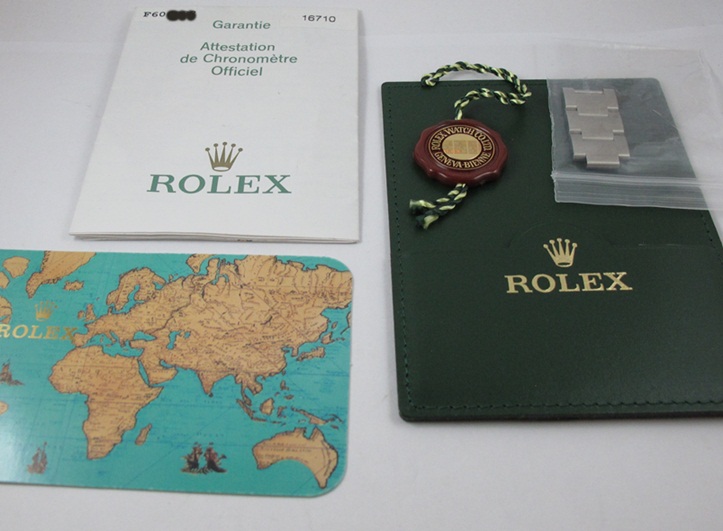 F60
16710
Garantie
Attestation
de Chronomètre
Officiel
ROLEX
ROLEX WATCH CO LTD
GENEVA-BIENNE
ROLEX
ROLEX